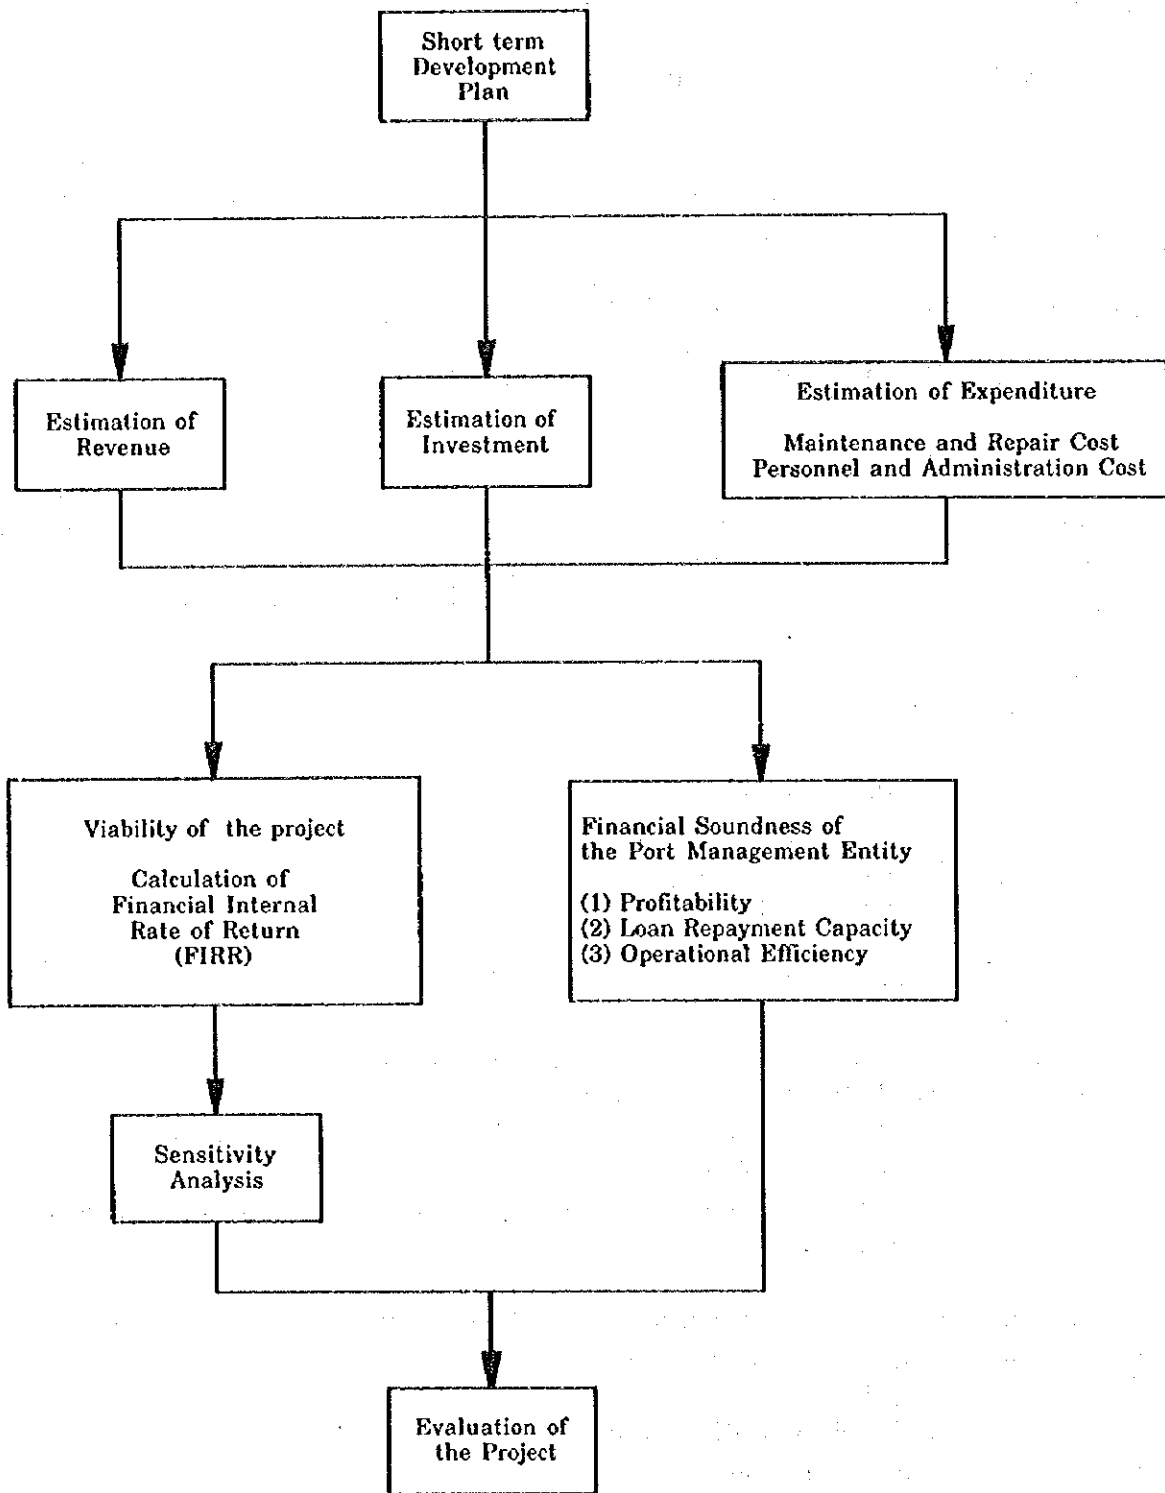 Short term
Development
Plan
Estimation of
Revenue
Estimation of
Investment
Estimation of Expenditure
Maintenance and Repair Cost
Personnel and Administration Cost
Viability of the project
Calculation of
Financial Internal
Rate of Return
(FIRR)
Financial Soundness of
the Port Management Entity
(1) Profitability
(2) Loan Repayment Capacity
(3) Operational Efficiency
Sensitivity
Analysis
Evaluation of
the Project